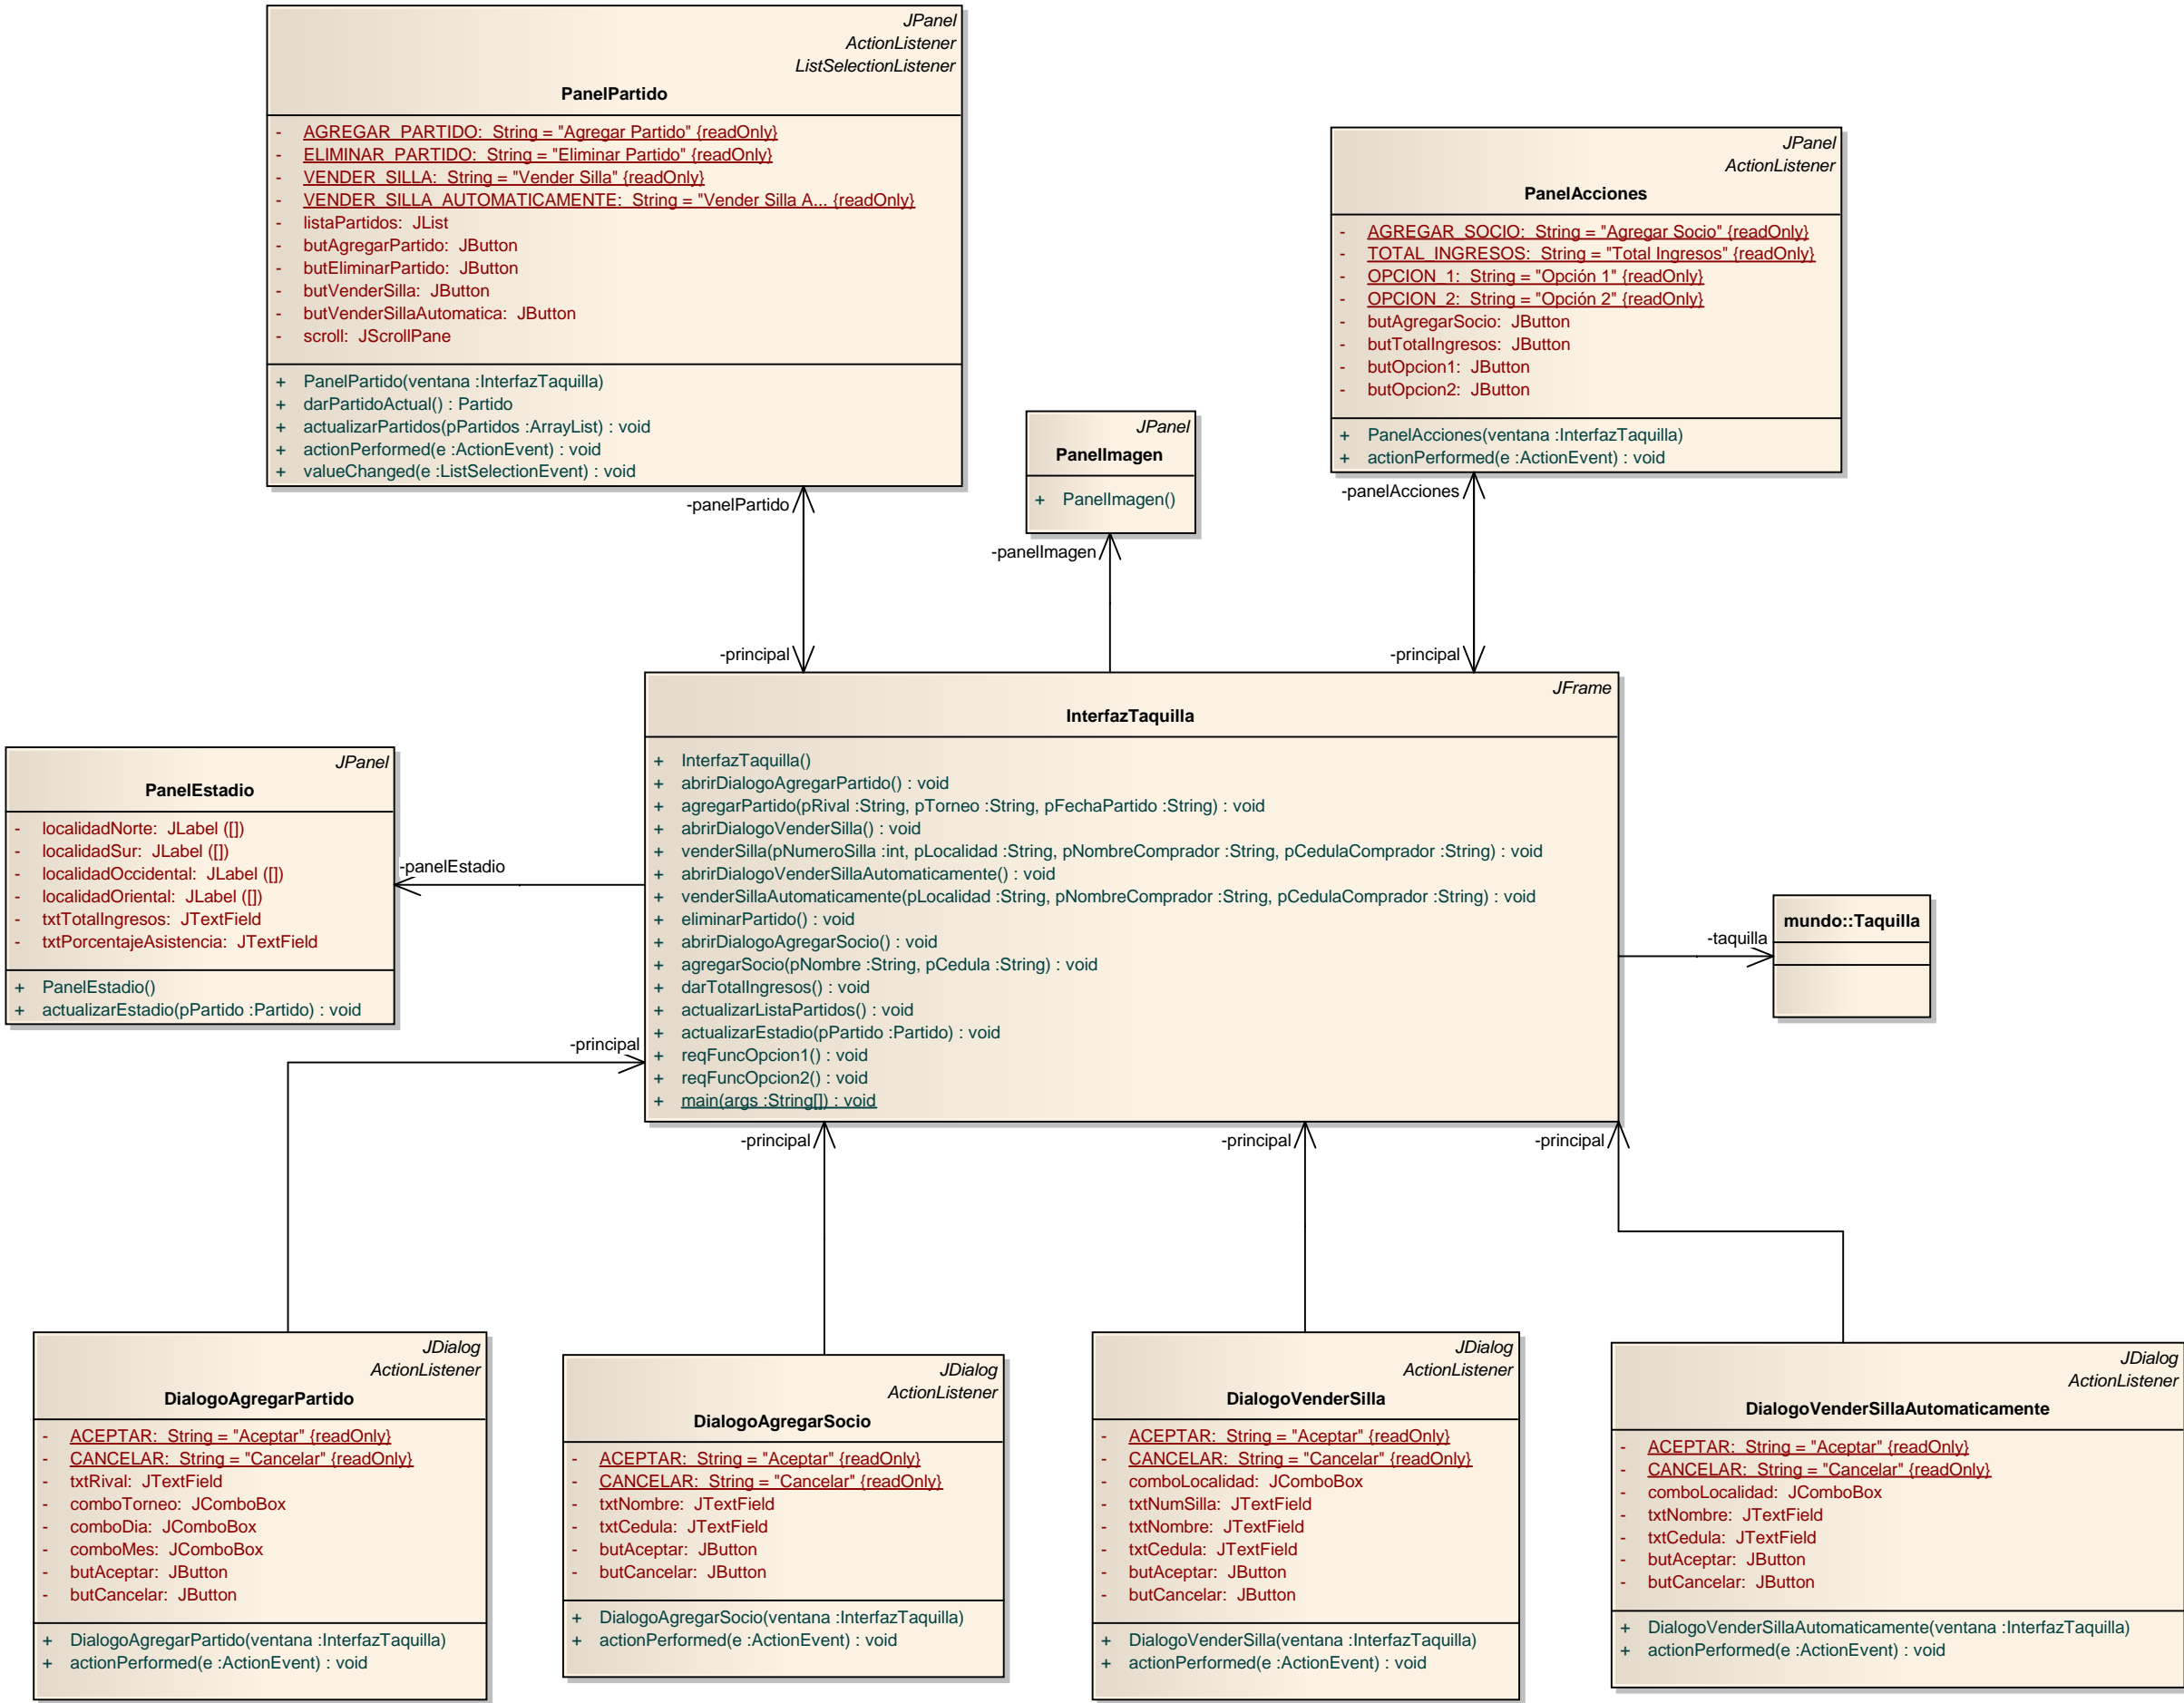 JPanel
ActionListener
ListSelectionListener
PanelPartido
- AGREGAR_PARTIDO: String = "Agregar Partido" {readOnly}
- ELIMINAR_PARTIDO: String = "Eliminar Partido" {readOnly}
- VENDER_SILLA: String = "Vender Silla" {readOnly}
- VENDER_SILLA_AUTOMATICAMENTE: String = "Vender Silla A... {readOnly}
- listaPartidos: JList
- butAgregarPartido: JButton
- butEliminarPartido: JButton
- butVenderSilla: JButton
- butVenderSillaAutomatica: JButton
- scroll: JScrollPane
+ PanelPartido(ventana :InterfazTaquilla)
+ darPartidoActual() : Partido
+ actualizarPartidos(pPartidos :ArrayList) : void
+ actionPerformed(e :ActionEvent) : void
+ valueChanged(e :ListSelectionEvent) : void
JPanel
ActionListener
PanelAcciones
- AGREGAR_SOCIO: String = "Agregar Socio" {readOnly}
- TOTAL_INGRESOS: String = "Total Ingresos" {readOnly}
- OPCION_1: String = "Opción 1" {readOnly}
- OPCION_2: String = "Opción 2" {readOnly}
- butAgregarSocio: JButton
- butTotalIngresos: JButton
- butOpcion1: JButton
- butOpcion2: JButton
+ PanelAcciones(ventana :InterfazTaquilla)
+ actionPerformed(e :ActionEvent) : void
JPanel
PanelImagen
+ PanelImagen()
-panelPartido
-panelImagen
-panelAcciones
-principal
-principal
JFrame
InterfazTaquilla
+ InterfazTaquilla()
+ abrirDialogoAgregarPartido() : void
+ agregarPartido(pRival :String, pTorneo :String, pFechaPartido :String) : void
+ abrirDialogoVenderSilla() : void
+ venderSilla(pNumeroSilla :int, pLocalidad :String, pNombreComprador :String, pCedulaComprador :String) : void
+ abrirDialogoVenderSillaAutomaticamente() : void
+ venderSillaAutomaticamente(pLocalidad :String, pNombreComprador :String, pCedulaComprador :String) : void
+ eliminarPartido() : void
+ abrirDialogoAgregarSocio() : void
+ agregarSocio(pNombre :String, pCedula :String) : void
+ darTotalIngresos() : void
+ actualizarListaPartidos() : void
+ actualizarEstadio(pPartido :Partido) : void
+ reqFuncOpcion1() : void
+ reqFuncOpcion2() : void
+ main(args :String[]) : void
JPanel
PanelEstadio
- localidadNorte: JLabel ([])
- localidadSur: JLabel ([])
- localidadOccidental: JLabel ([])
- localidadOriental: JLabel ([])
- txtTotalIngresos: JTextField
- txtPorcentajeAsistencia: JTextField
+ PanelEstadio()
+ actualizarEstadio(pPartido :Partido) : void
-panelEstadio
-taquilla
mundo::Taquilla
-principal
-principal
-principal
-principal
JDialog
ActionListener
DialogoAgregarPartido
- ACEPTAR: String = "Aceptar" {readOnly}
- CANCELAR: String = "Cancelar" {readOnly}
- txtRival: JTextField
- comboTorneo: JComboBox
- comboDia: JComboBox
- comboMes: JComboBox
- butAceptar: JButton
- butCancelar: JButton
+ DialogoAgregarPartido(ventana :InterfazTaquilla)
+ actionPerformed(e :ActionEvent) : void
JDialog
ActionListener
DialogoAgregarSocio
- ACEPTAR: String = "Aceptar" {readOnly}
- CANCELAR: String = "Cancelar" {readOnly}
- txtNombre: JTextField
- txtCedula: JTextField
- butAceptar: JButton
- butCancelar: JButton
+ DialogoAgregarSocio(ventana :InterfazTaquilla)
+ actionPerformed(e :ActionEvent) : void
JDialog
ActionListener
DialogoVenderSilla
- ACEPTAR: String = "Aceptar" {readOnly}
- CANCELAR: String = "Cancelar" {readOnly}
- comboLocalidad: JComboBox
- txtNumSilla: JTextField
- txtNombre: JTextField
- txtCedula: JTextField
- butAceptar: JButton
- butCancelar: JButton
+ DialogoVenderSilla(ventana :InterfazTaquilla)
+ actionPerformed(e :ActionEvent) : void
JDialog
ActionListener
DialogoVenderSillaAutomaticamente
- ACEPTAR: String = "Aceptar" {readOnly}
- CANCELAR: String = "Cancelar" {readOnly}
- comboLocalidad: JComboBox
- txtNombre: JTextField
- txtCedula: JTextField
- butAceptar: JButton
- butCancelar: JButton
+ DialogoVenderSillaAutomaticamente(ventana :InterfazTaquilla)
+ actionPerformed(e :ActionEvent) : void